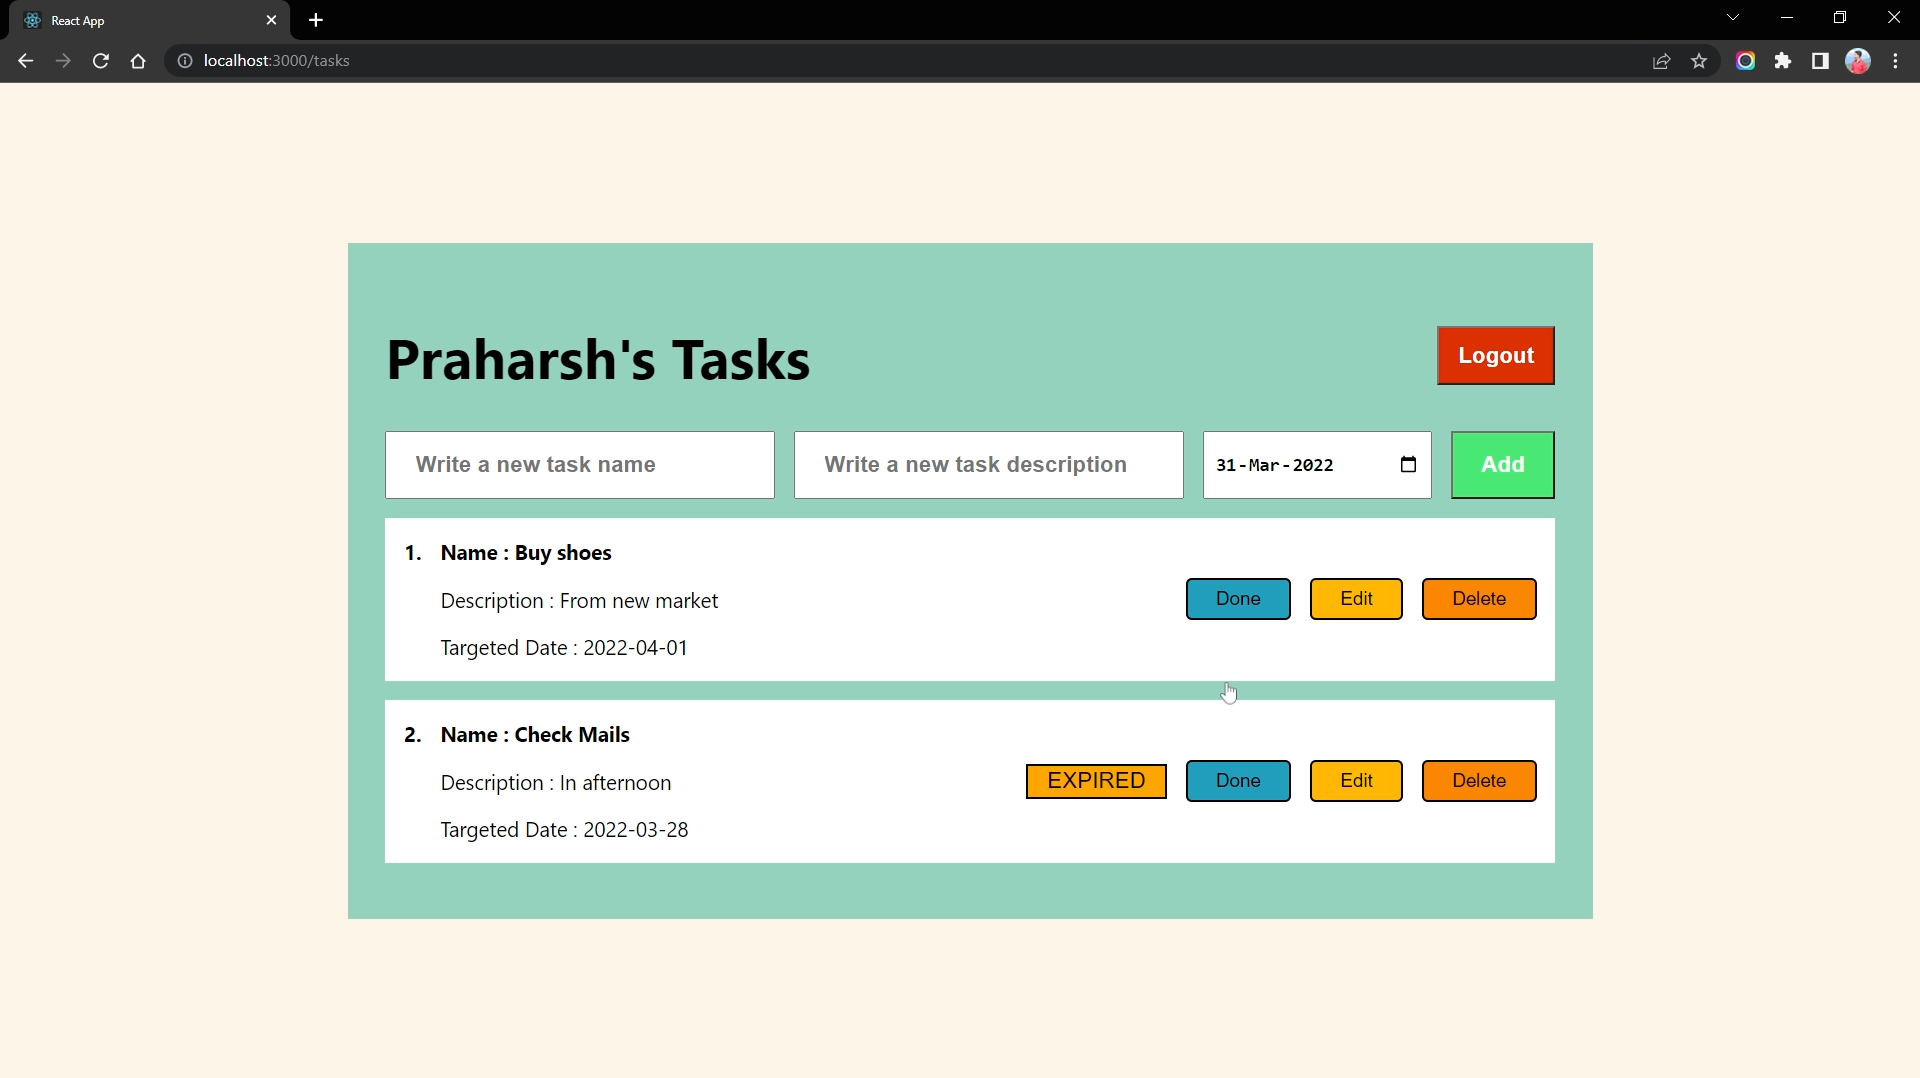 React App
localhost:3000/tasks
Praharsh's Tasks
Logout
Write a new task name
Write a new task description
31-Mar-2022
Add
1. Name : Buy shoes
Description : From new market
Targeted Date : 2022-04-01
Done
Edit
Delete
2. Name : Check Mails
Description : In afternoon
Targeted Date : 2022-03-28
EXPIRED
Done
Edit
Delete